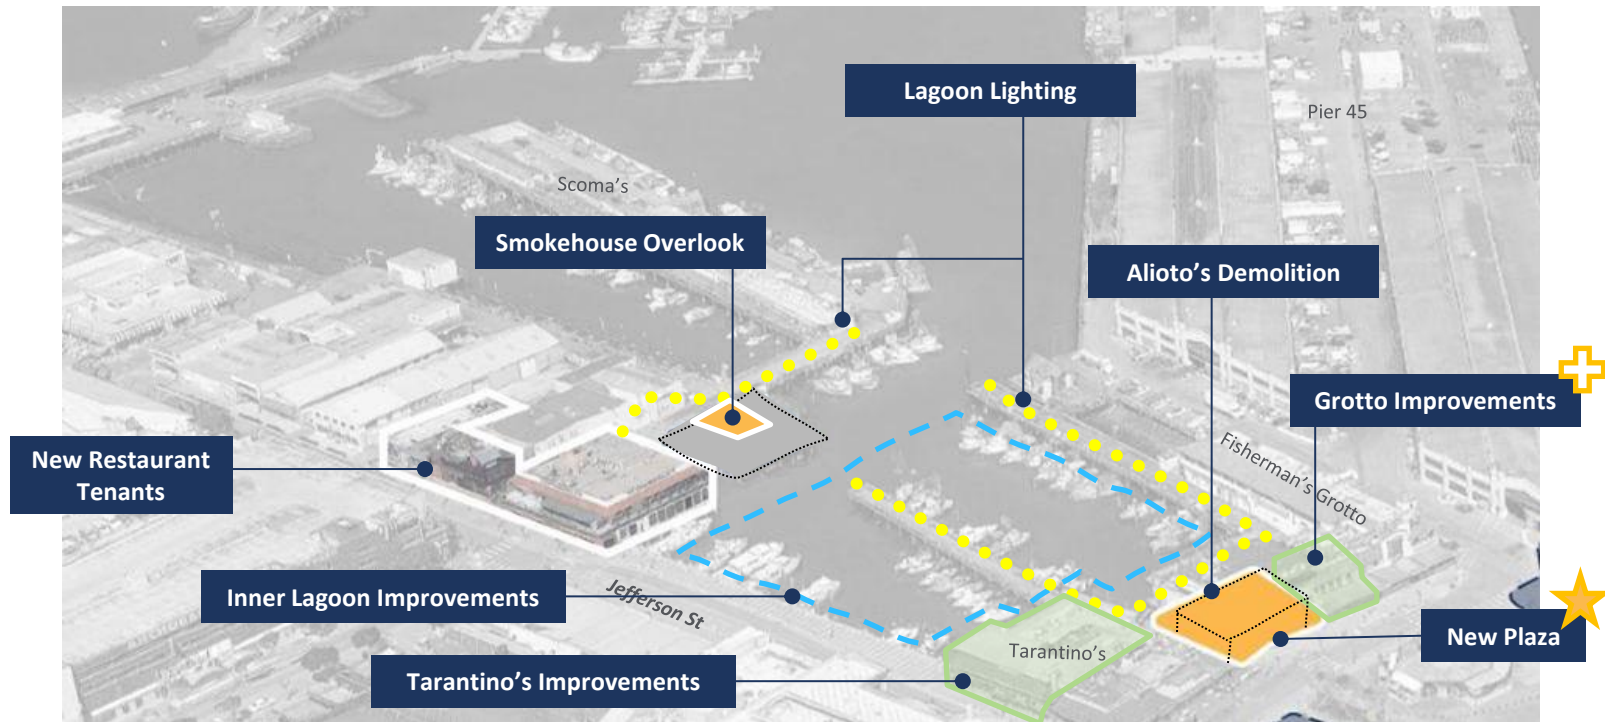 Lagoon Lighting
Pier 45
Scoma's
Smokehouse Overlook
Alioto's Demolition
Grotto Improvements
Fisherman's Grotto
New Restaurant
Tenants
Inner Lagoon Improvements
Jefferson St
New Plaza
Tarantino's
Tarantino's Improvements